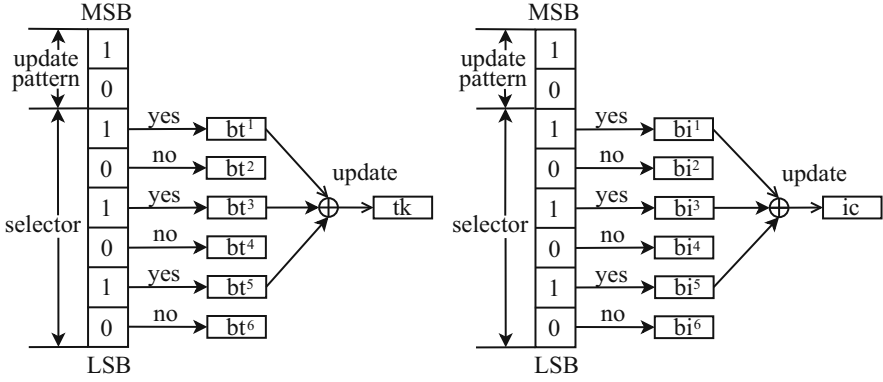 MSB MSB
update pattern 1 update pattern 1
0 0
1 yes bt¹ 1 yes bi¹
0 no bt² update 0 no bi² update
selector 1 yes bt³ tk selector 1 yes bi³ ic
0 no bt⁴ 0 no bi⁴
1 yes bt⁵ 1 yes bi⁵
0 no bt⁶ 0 no bi⁶
LSB LSB